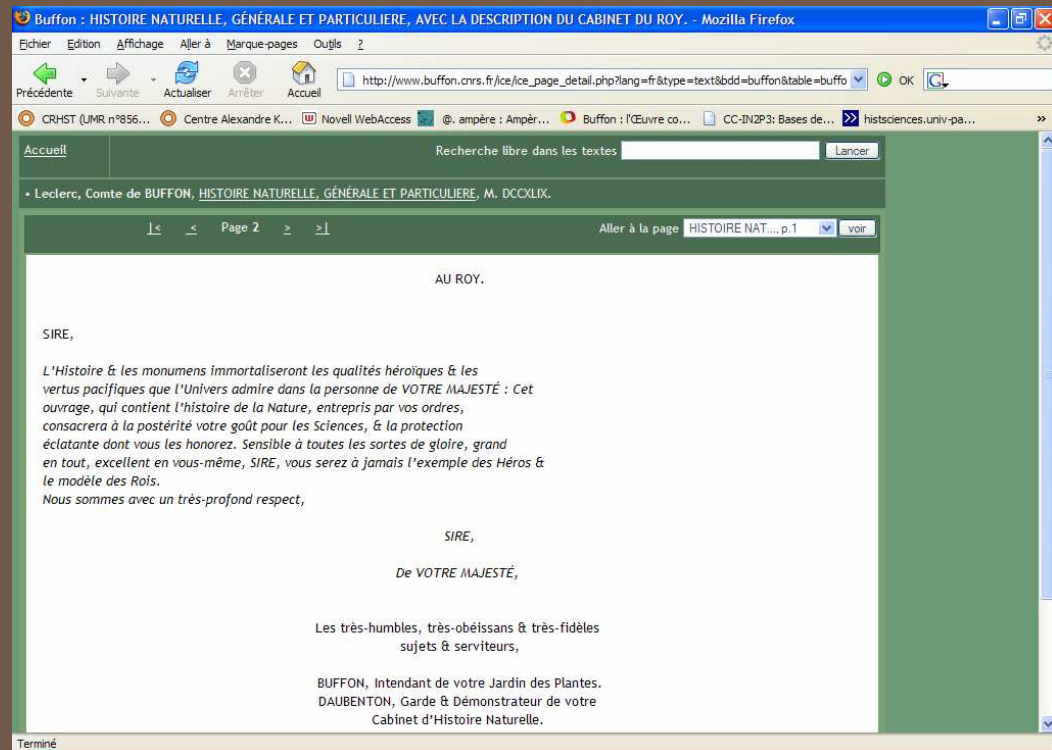 Buffon : HISTOIRE NATURELLE, GÉNÉRALE ET PARTICULIERE, AVEC LA DESCRIPTION DU CABINET DU ROY. - Mozilla Firefox
Fichier Edition Affichage Aller à Marque-pages Outils ?
Précédente Suivante Actualiser Arrêter Accueil http://www.buffon.cnrs.fr/ice/ice_page_detail.php?lang=fr&type=text&bdd=buffon&table=buffo OK G
CRHST (UMR n°856... Centre Alexandre K... Novell WebAccess @. ampère : Ampèr... Buffon : l'Œuvre co... CC-IN2P3: Bases de... histsciences.univ-pa... »
Accueil Recherche libre dans les textes Lancer
• Leclerc, Comte de BUFFON, HISTOIRE NATURELLE, GÉNÉRALE ET PARTICULIERE, M. DCCXLIX.
|< < Page 2 > >| Aller à la page HISTOIRE NAT..., p.1 voir
AU ROY.
SIRE,
L'Histoire & les monumens immortaliseront les qualités héroïques & les
vertus pacifiques que l'Univers admire dans la personne de VOTRE MAJESTÉ : Cet
ouvrage, qui contient l'histoire de la Nature, entrepris par vos ordres,
consacrera à la postérité votre goût pour les Sciences, & la protection
éclatante dont vous les honorez. Sensible à toutes les sortes de gloire, grand
en tout, excellent en vous-même, SIRE, vous serez à jamais l'exemple des Héros &
le modèle des Rois.
Nous sommes avec un très-profond respect,
SIRE,
De VOTRE MAJESTÉ,
Les très-humbles, très-obéissans & très-fidèles
sujets & serviteurs,
BUFFON, Intendant de votre Jardin des Plantes.
DAUBENTON, Garde & Démonstrateur de votre
Cabinet d'Histoire Naturelle.
Terminé